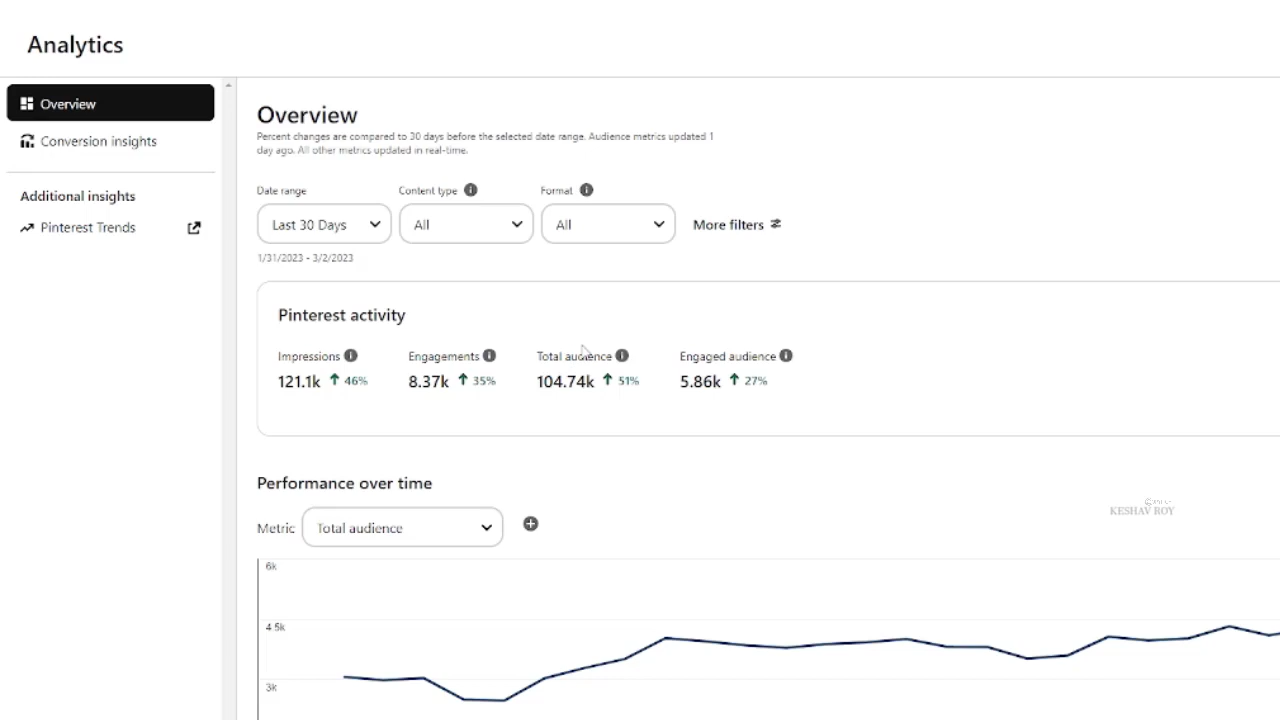 Analytics
Overview
Conversion insights
Additional insights
Pinterest Trends
Overview
Percent changes are compared to 30 days before the selected date range. Audience metrics updated 1
day ago. All other metrics updated in real-time.
Date range
Content type
Format
Last 30 Days
All
All
More filters
1/31/2023 - 3/2/2023
Pinterest activity
Impressions
Engagements
Total audience
Engaged audience
121.1k 46%
8.37k 35%
104.74k 51%
5.86k 27%
Performance over time
KESHAV ROY
Metric Total audience
6k
4.5k
3k